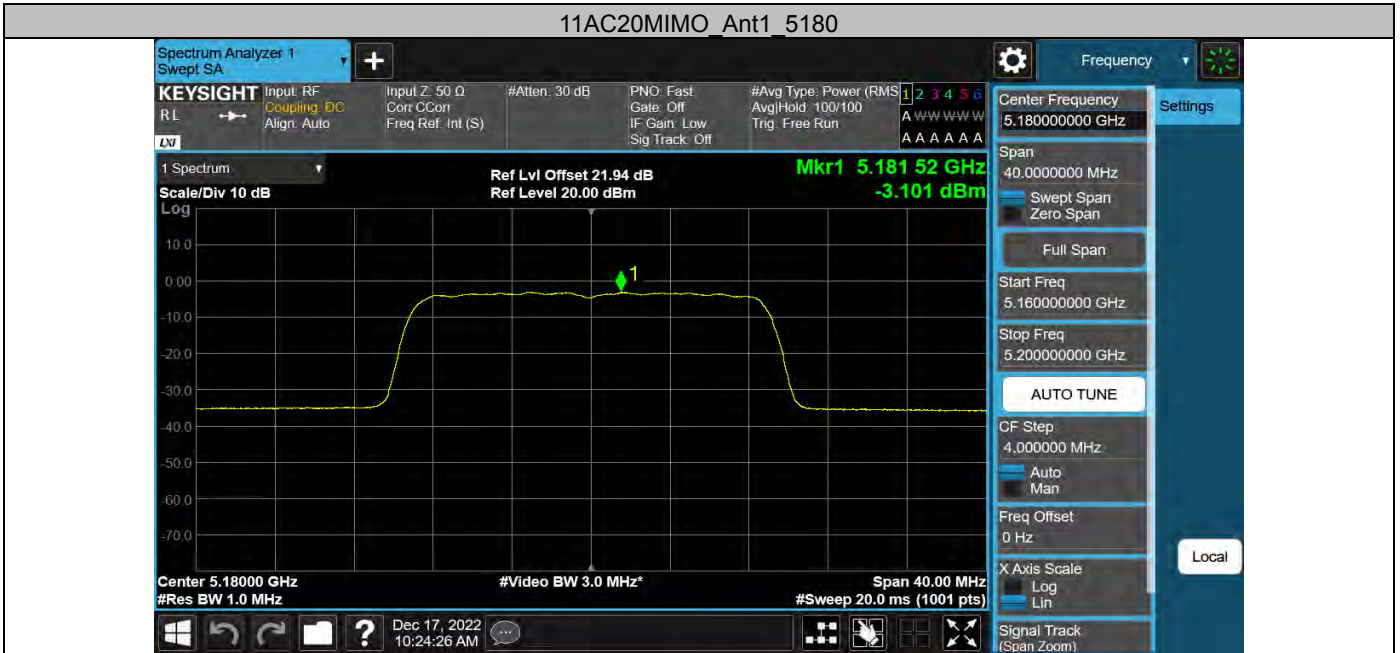 11AC20MIMO_Ant1_5180
Spectrum Analyzer 1
Swept SA
Frequency
KEYSIGHT
RL
LXI
Input: RF
Coupling: DC
Align: Auto
Input Z: 50 Ω
Corr CCorr
Freq Ref: Int (S)
#Atten: 30 dB
PNO: Fast
Gate: Off
IF Gain: Low
Sig Track: Off
#Avg Type: Power (RMS
Avg|Hold: 100/100
Trig: Free Run
1 2 3 4 5 6
A W W W W W
A A A A A A
Center Frequency
5.180000000 GHz
Settings
Span
40.0000000 MHz
Swept Span
Zero Span
Full Span
Start Freq
5.160000000 GHz
Stop Freq
5.200000000 GHz
AUTO TUNE
CF Step
4.000000 MHz
Auto
Man
Freq Offset
0 Hz
X Axis Scale
Log
Lin
Signal Track
(Span Zoom)
Local
1 Spectrum
Scale/Div 10 dB
Log
Ref Lvl Offset 21.94 dB
Ref Level 20.00 dBm
Mkr1 5.181 52 GHz
-3.101 dBm
1
10.0
0.00
-10.0
-20.0
-30.0
-40.0
-50.0
-60.0
-70.0
Center 5.18000 GHz
#Res BW 1.0 MHz
#Video BW 3.0 MHz*
Span 40.00 MHz
#Sweep 20.0 ms (1001 pts)
?
Dec 17, 2022
10:24:26 AM